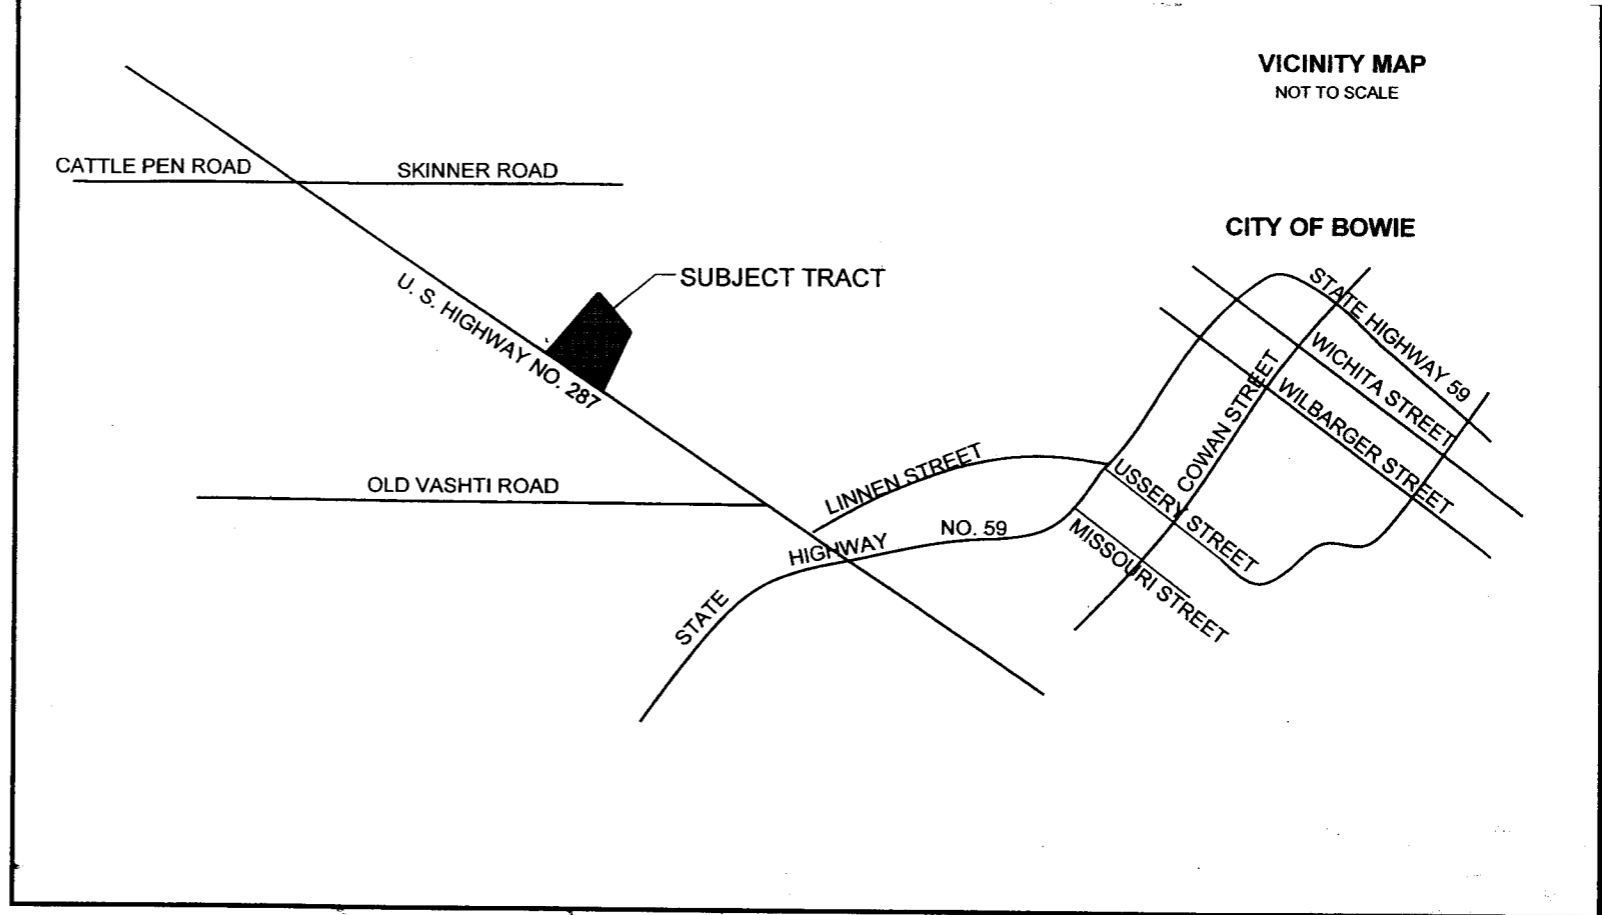 VICINITY MAP
NOT TO SCALE
CATTLE PEN ROAD
SKINNER ROAD
CITY OF BOWIE
SUBJECT TRACT
U. S. HIGHWAY NO. 287
STATE HIGHWAY 59
WICHITA STREET
WILBARGER STREET
COWAN STREET
LINNEN STREET
OLD VASHTI ROAD
USSERY STREET
MISSOURI STREET
STATE HIGHWAY NO. 59